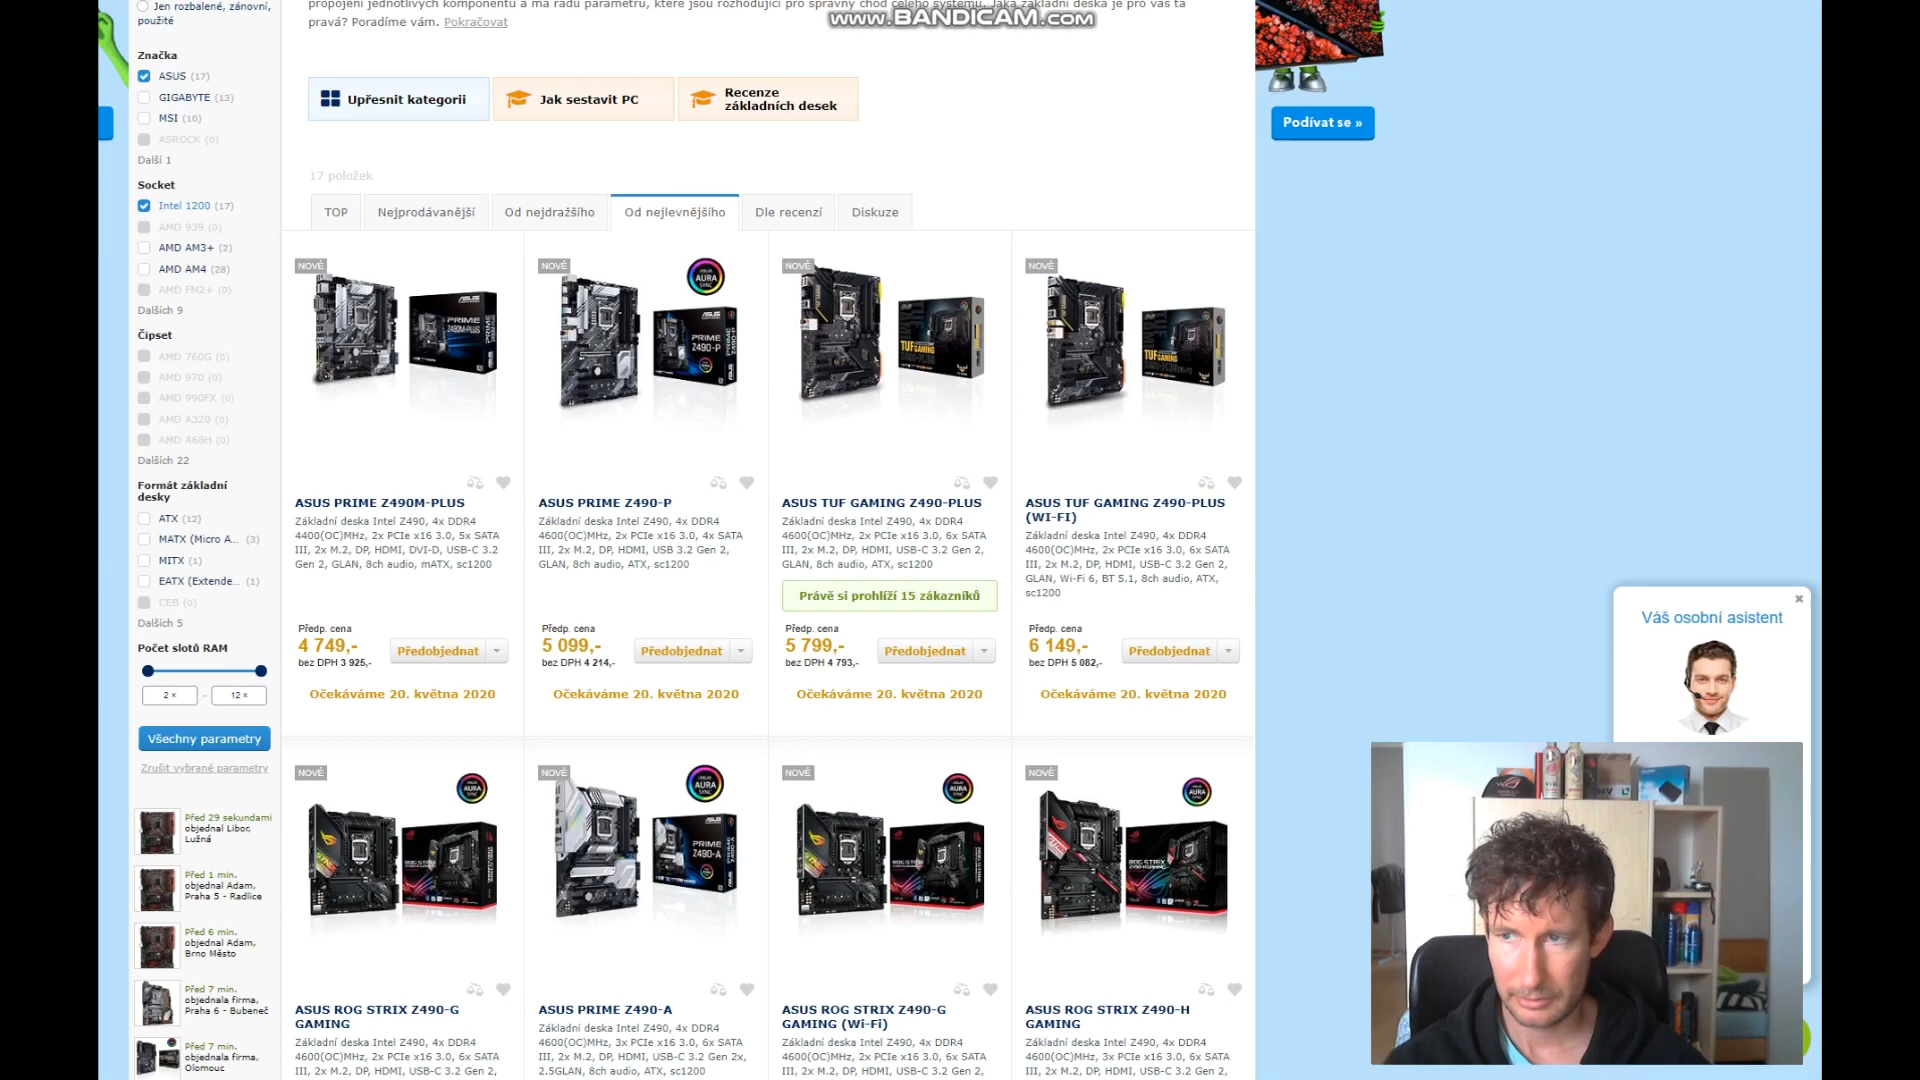 Jen rozbalené, zánovní,
použité
propojení jednotlivých komponentů a má řadu parametrů, které jsou rozhodující pro správný chod celého systému. Jaká základní deska je pro vás ta
pravá? Poradíme vám. Pokračovat
www.BANDICAM.com
Podívat se »
Značka
ASUS (17)
GIGABYTE (13)
MSI (10)
ASROCK (0)
Další 1
Socket
Intel 1200 (17)
AMD 939 (0)
AMD AM3+ (2)
AMD AM4 (28)
AMD FM2+ (0)
Dalších 9
Čipset
AMD 760G (0)
AMD 970 (0)
AMD 990FX (0)
AMD A320 (0)
AMD A68H (0)
Dalších 22
Formát základní
desky
ATX (12)
MATX (Micro A... (3)
MITX (1)
EATX (Extende... (1)
CEB (0)
Dalších 5
Počet slotů RAM
2 × - 12 ×
Všechny parametry
Zrušit vybrané parametry
Před 29 sekundami
objednal Libor,
Lužná
Před 1 min.
objednal Adam,
Praha 5 - Radlice
Před 6 min.
objednal Adam,
Brno Město
Před 7 min.
objednala firma,
Praha 6 - Bubeneč
Před 7 min.
objednala firma,
Olomouc
Upřesnit kategorii
Jak sestavit PC
Recenze
základních desek
17 položek
TOP
Nejprodávanější
Od nejdražšího
Od nejlevnějšího
Dle recenzí
Diskuze
NOVÉ
ASUS PRIME Z490M-PLUS
Základní deska Intel Z490, 4x DDR4
4400(OC)MHz, 2x PCIe x16 3.0, 5x SATA
III, 2x M.2, DP, HDMI, DVI-D, USB-C 3.2
Gen 2, GLAN, 8ch audio, mATX, sc1200
Předp. cena
4 749,-
bez DPH 3 925,-
Předobjednat
Očekáváme 20. května 2020
NOVÉ
AURA
SYNC
ASUS
PRIME
Z490-P
ASUS PRIME Z490-P
Základní deska Intel Z490, 4x DDR4
4600(OC)MHz, 2x PCIe x16 3.0, 4x SATA
III, 2x M.2, DP, HDMI, USB 3.2 Gen 2,
GLAN, 8ch audio, ATX, sc1200
Předp. cena
5 099,-
bez DPH 4 214,-
Předobjednat
Očekáváme 20. května 2020
NOVÉ
TUF GAMING
ASUS TUF GAMING Z490-PLUS
Základní deska Intel Z490, 4x DDR4
4600(OC)MHz, 2x PCIe x16 3.0, 6x SATA
III, 2x M.2, DP, HDMI, USB-C 3.2 Gen 2,
GLAN, 8ch audio, ATX, sc1200
Právě si prohlíží 15 zákazníků
Předp. cena
5 799,-
bez DPH 4 793,-
Předobjednat
Očekáváme 20. května 2020
NOVÉ
TUF GAMING
ASUS TUF GAMING Z490-PLUS
(WI-FI)
Základní deska Intel Z490, 4x DDR4
4600(OC)MHz, 2x PCIe x16 3.0, 6x SATA
III, 2x M.2, DP, HDMI, USB-C 3.2 Gen 2,
GLAN, Wi-Fi 6, BT 5.1, 8ch audio, ATX,
sc1200
Předp. cena
6 149,-
bez DPH 5 082,-
Předobjednat
Očekáváme 20. května 2020
NOVÉ
AURA
SYNC
ASUS ROG STRIX Z490-G
GAMING
Základní deska Intel Z490, 4x DDR4
4600(OC)MHz, 2x PCIe x16 3.0, 6x SATA
III, 2x M.2, DP, HDMI, USB-C 3.2 Gen 2,
NOVÉ
AURA
SYNC
ASUS
PRIME
Z490-A
ASUS PRIME Z490-A
Základní deska Intel Z490, 4x DDR4
4600(OC)MHz, 3x PCIe x16 3.0, 6x SATA
III, 2x M.2, DP, HDMI, USB-C 3.2 Gen 2x,
2.5GLAN, 8ch audio, ATX, sc1200
NOVÉ
AURA
SYNC
ASUS ROG STRIX Z490-G
GAMING (Wi-Fi)
Základní deska Intel Z490, 4x DDR4
4600(OC)MHz, 2x PCIe x16 3.0, 6x SATA
III, 2x M.2, DP, HDMI, USB-C 3.2 Gen 2,
NOVÉ
AURA
SYNC
ASUS ROG STRIX Z490-H
GAMING
Základní deska Intel Z490, 4x DDR4
4600(OC)MHz, 3x PCIe x16 3.0, 6x SATA
III, 2x M.2, DP, HDMI, USB-C 3.2 Gen 2,
Váš osobní asistent